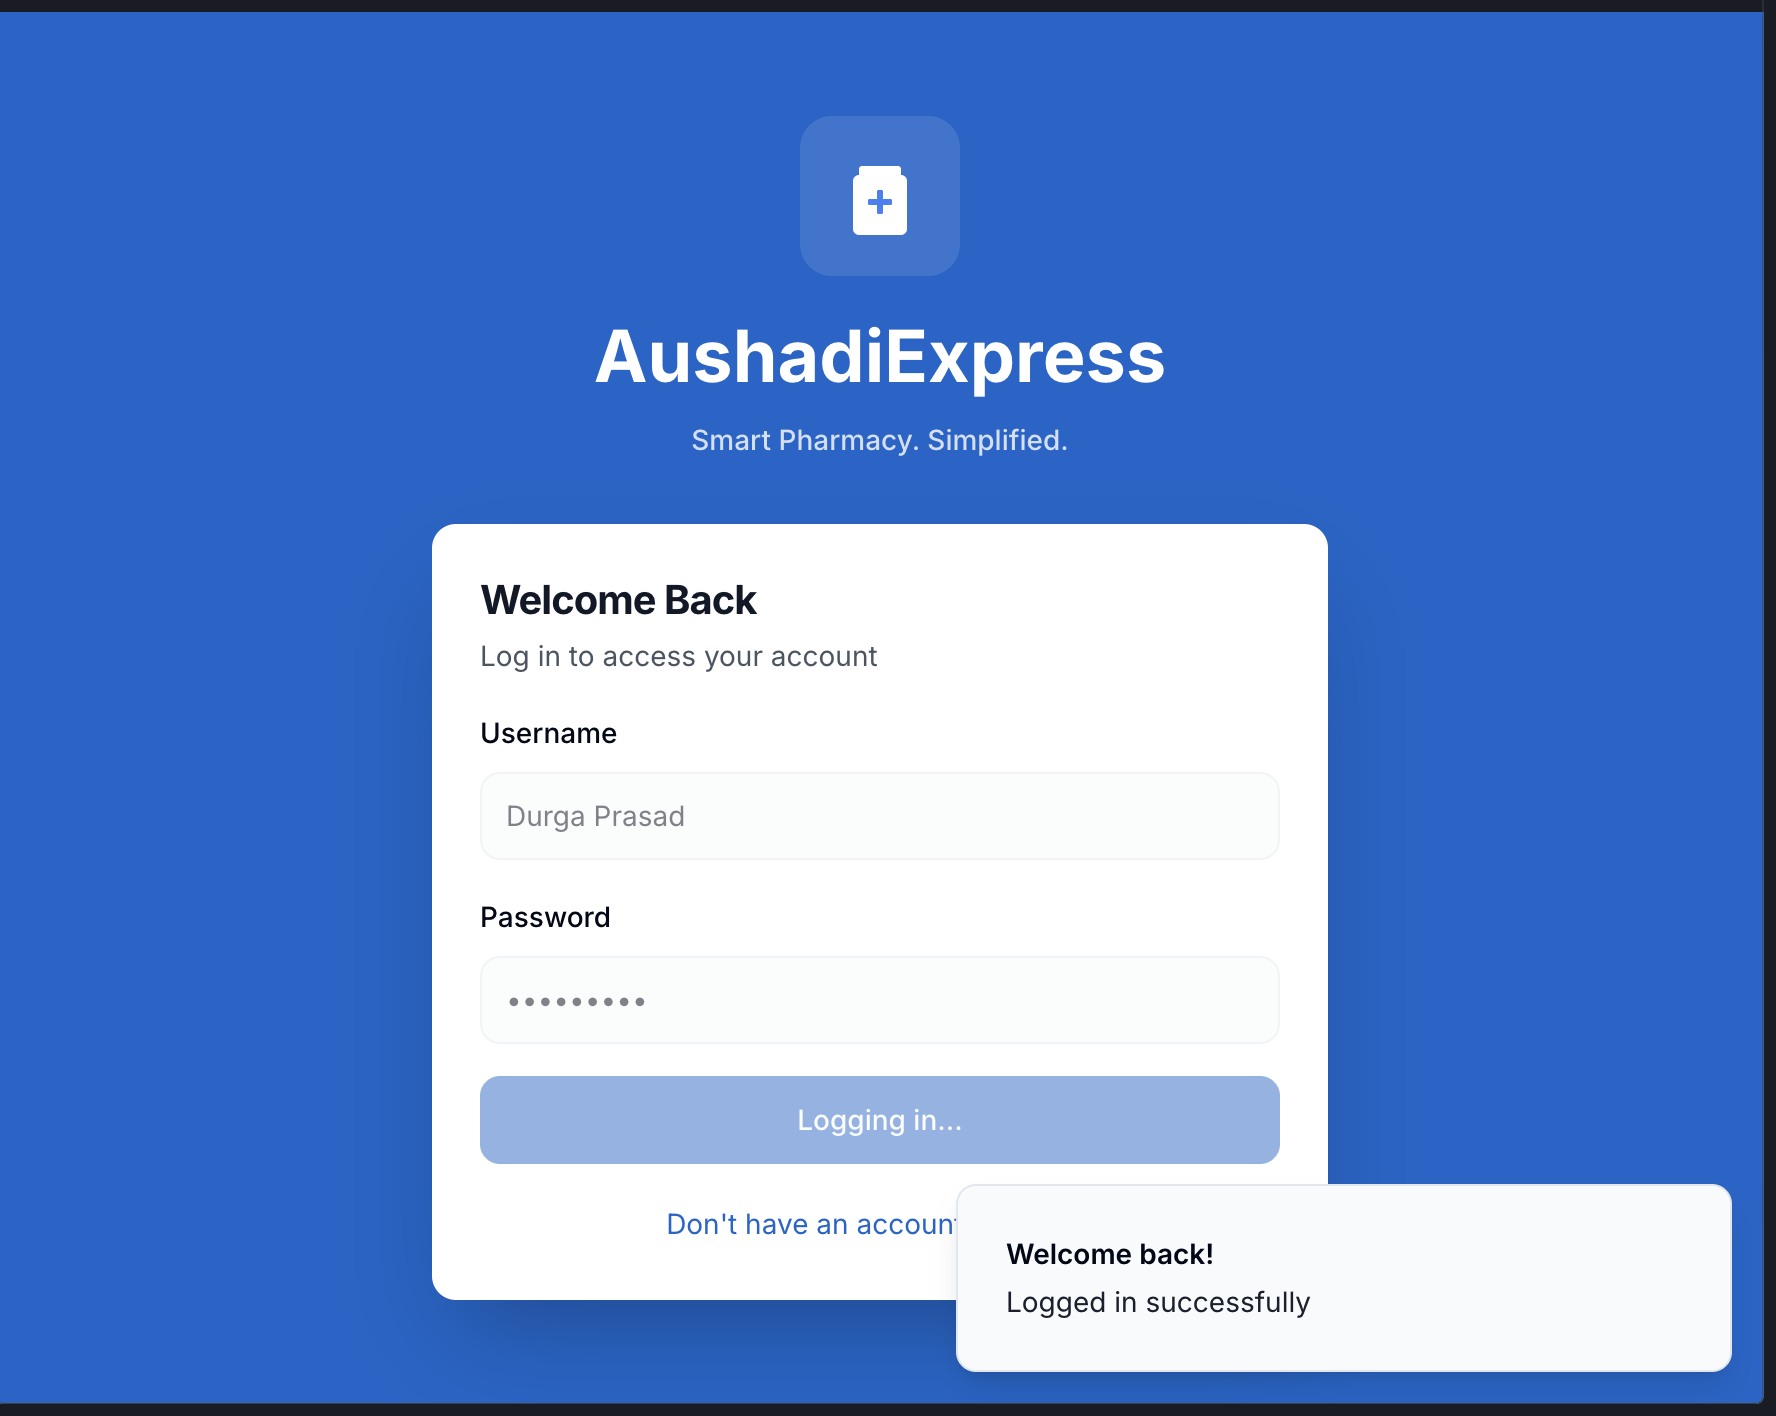 AushadiExpress
Smart Pharmacy. Simplified.
Welcome Back
Log in to access your account
Username
Durga Prasad
Password
Logging in...
Don't have an account
Welcome back!
Logged in successfully